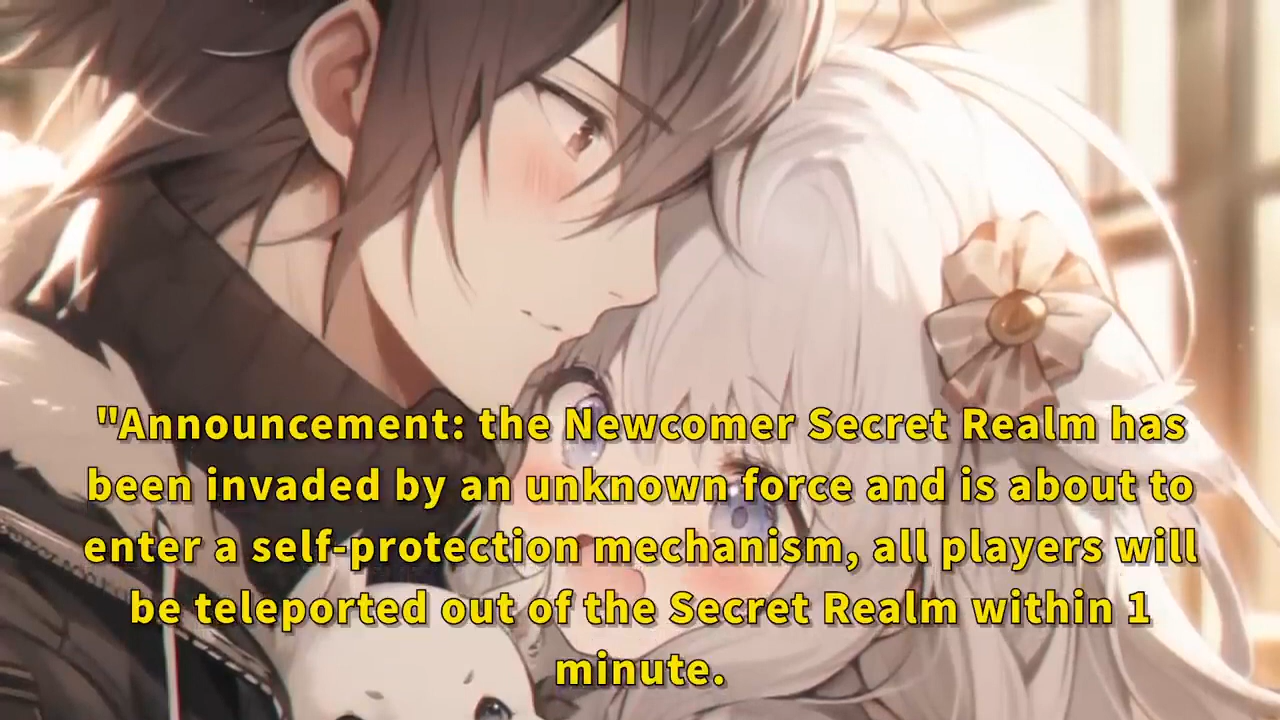 "Announcement: the Newcomer Secret Realm has
been invaded by an unknown force and is about to
enter a self-protection mechanism, all players will
be teleported out of the Secret Realm within 1
minute.